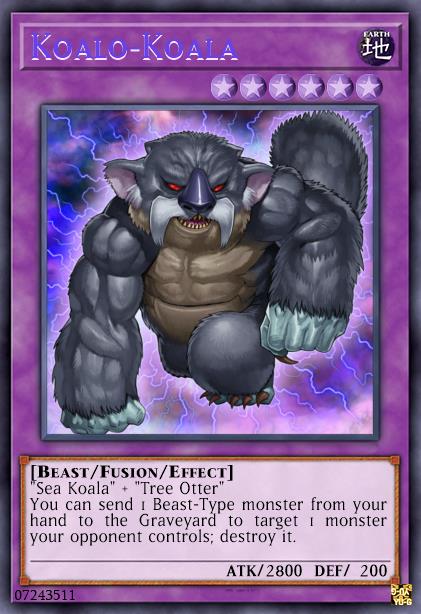 Koalo-Koala
EARTH
地
[Beast/Fusion/Effect]
"Sea Koala" + "Tree Otter"
You can send 1 Beast-Type monster from your
hand to the Graveyard to target 1 monster
your opponent controls; destroy it.
ATK/2800 DEF/ 200
07243511